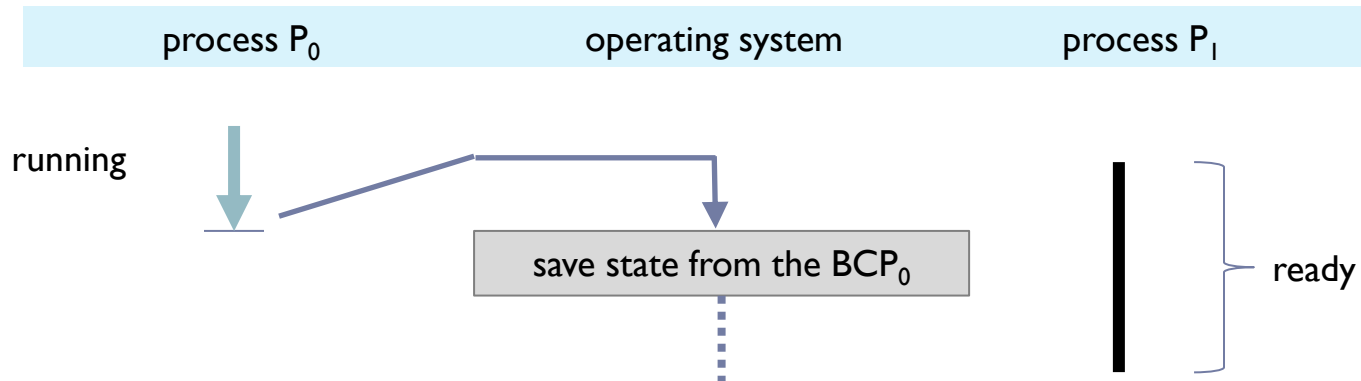 process P₀ operating system process P₁
running
save state from the BCP₀
ready